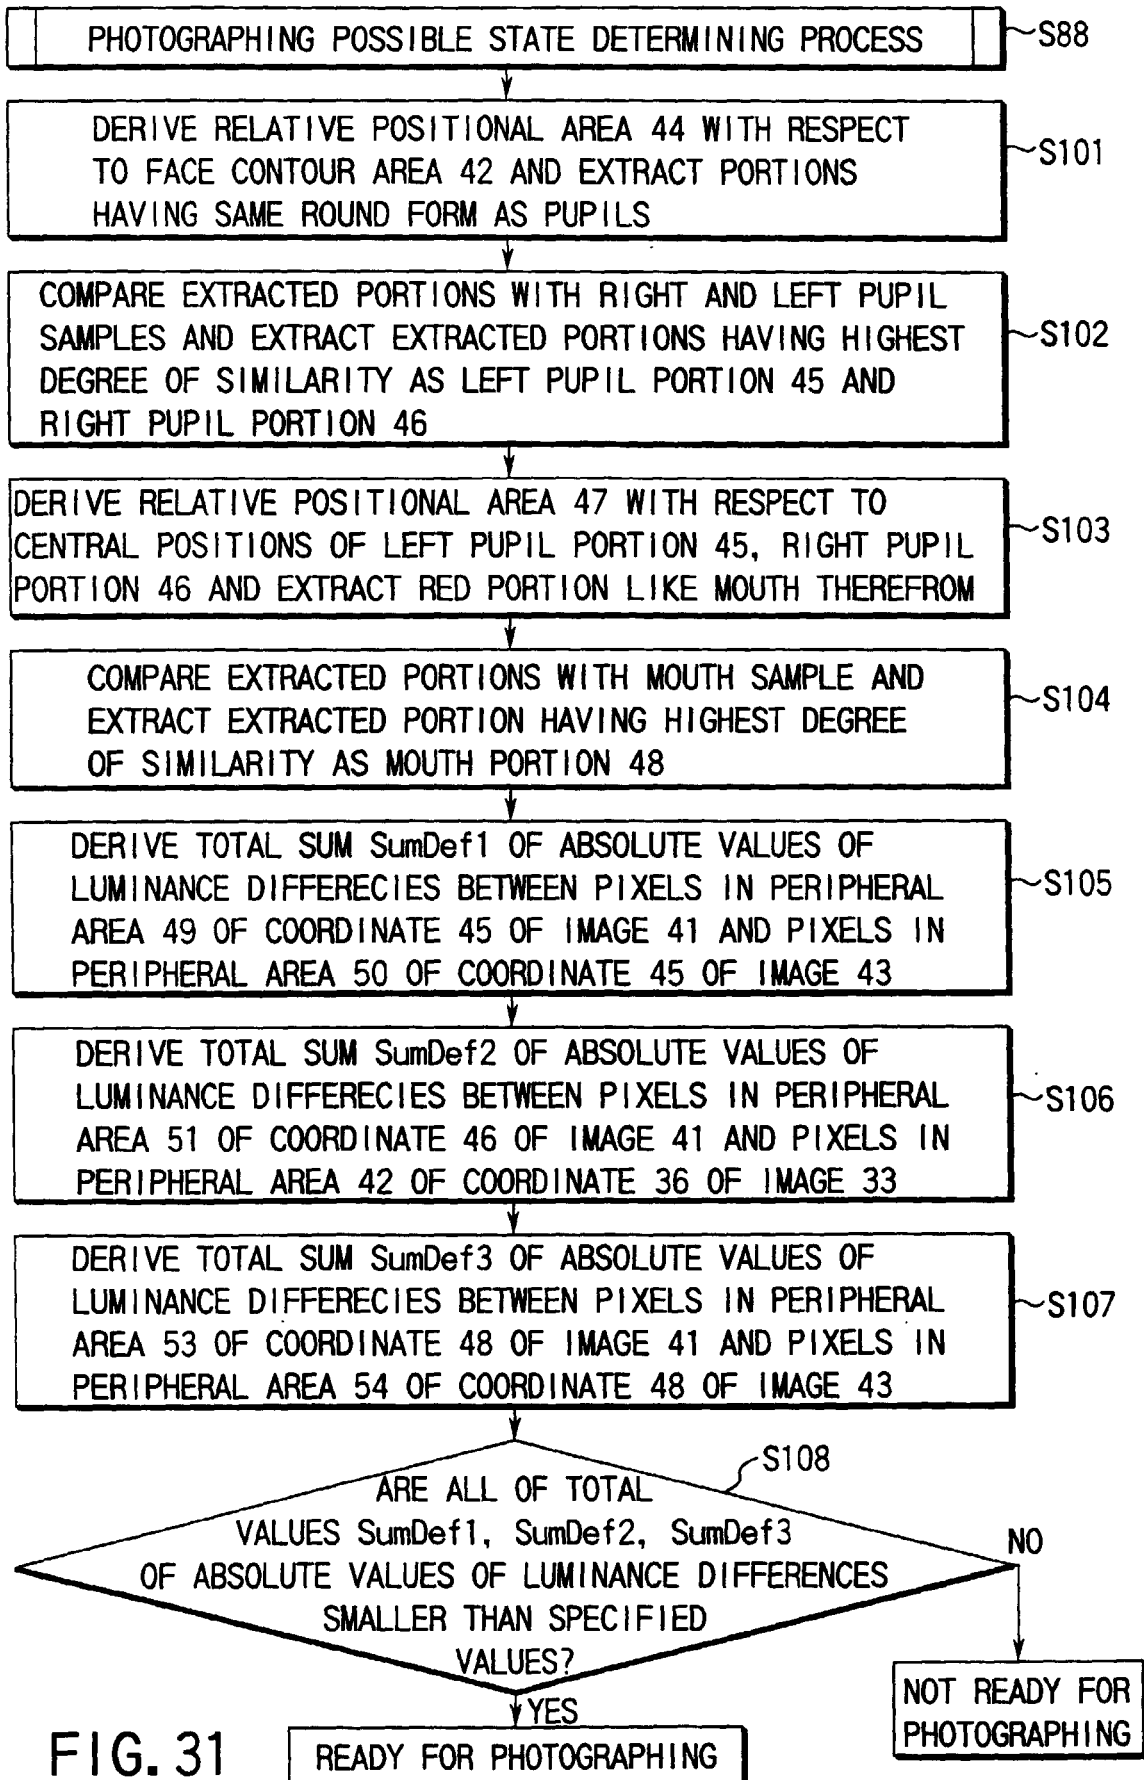 PHOTOGRAPHING POSSIBLE STATE DETERMINING PROCESS
S88
DERIVE RELATIVE POSITIONAL AREA 44 WITH RESPECT
TO FACE CONTOUR AREA 42 AND EXTRACT PORTIONS
HAVING SAME ROUND FORM AS PUPILS
S101
COMPARE EXTRACTED PORTIONS WITH RIGHT AND LEFT PUPIL
SAMPLES AND EXTRACT EXTRACTED PORTIONS HAVING HIGHEST
DEGREE OF SIMILARITY AS LEFT PUPIL PORTION 45 AND
RIGHT PUPIL PORTION 46
S102
DERIVE RELATIVE POSITIONAL AREA 47 WITH RESPECT TO
CENTRAL POSITIONS OF LEFT PUPIL PORTION 45, RIGHT PUPIL
PORTION 46 AND EXTRACT RED PORTION LIKE MOUTH THEREFROM
S103
COMPARE EXTRACTED PORTIONS WITH MOUTH SAMPLE AND
EXTRACT EXTRACTED PORTION HAVING HIGHEST DEGREE
OF SIMILARITY AS MOUTH PORTION 48
S104
DERIVE TOTAL SUM SumDef1 OF ABSOLUTE VALUES OF
LUMINANCE DIFFERECIES BETWEEN PIXELS IN PERIPHERAL
AREA 49 OF COORDINATE 45 OF IMAGE 41 AND PIXELS IN
PERIPHERAL AREA 50 OF COORDINATE 45 OF IMAGE 43
S105
DERIVE TOTAL SUM SumDef2 OF ABSOLUTE VALUES OF
LUMINANCE DIFFERECIES BETWEEN PIXELS IN PERIPHERAL
AREA 51 OF COORDINATE 46 OF IMAGE 41 AND PIXELS IN
PERIPHERAL AREA 42 OF COORDINATE 36 OF IMAGE 33
S106
DERIVE TOTAL SUM SumDef3 OF ABSOLUTE VALUES OF
LUMINANCE DIFFERECIES BETWEEN PIXELS IN PERIPHERAL
AREA 53 OF COORDINATE 48 OF IMAGE 41 AND PIXELS IN
PERIPHERAL AREA 54 OF COORDINATE 48 OF IMAGE 43
S107
S108
ARE ALL OF TOTAL
VALUES SumDef1, SumDef2, SumDef3
OF ABSOLUTE VALUES OF LUMINANCE DIFFERENCES
SMALLER THAN SPECIFIED
VALUES?
NO
YES
NOT READY FOR
PHOTOGRAPHING
READY FOR PHOTOGRAPHING
FIG. 31